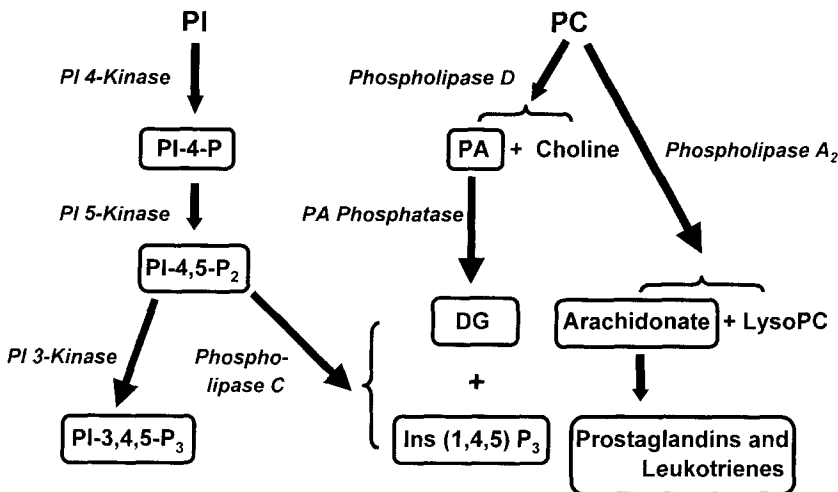 PI
PC
PI 4-Kinase
Phospholipase D
PI-4-P
PA + Choline
Phospholipase A₂
PI 5-Kinase
PA Phosphatase
PI-4,5-P₂
DG
Arachidonate + LysoPC
PI 3-Kinase
Phospho-
lipase C
+
PI-3,4,5-P₃
Ins (1,4,5) P₃
Prostaglandins and
Leukotrienes